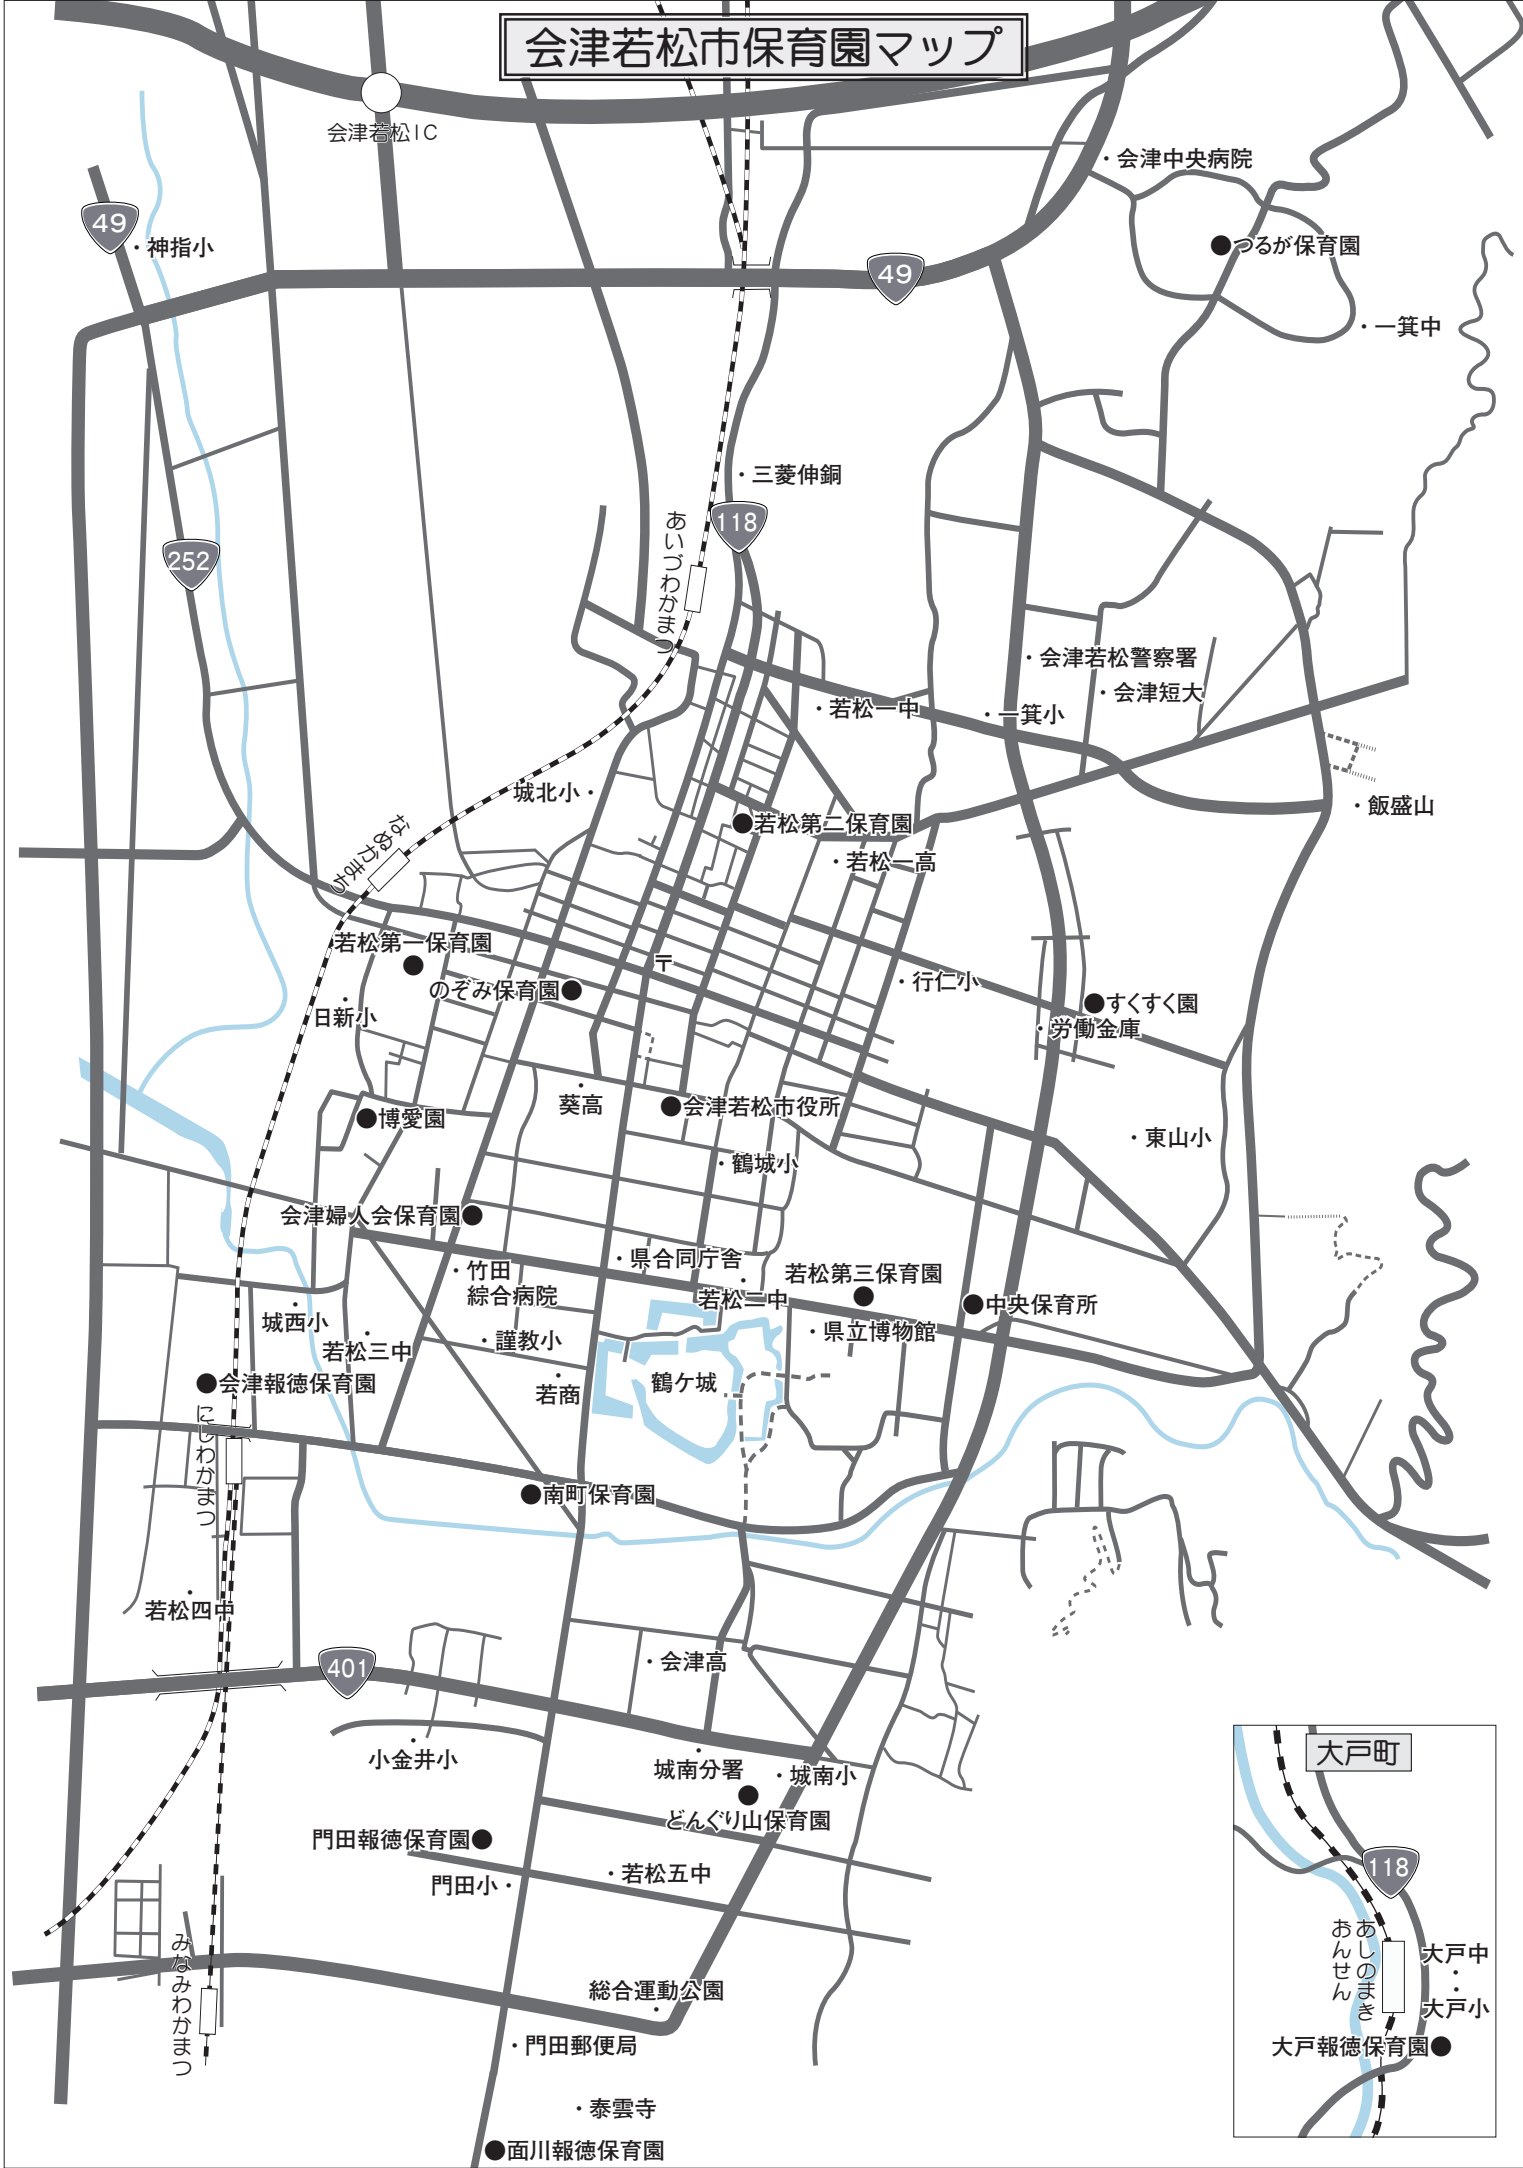 会津若松市保育園マップ
会津若松IC
・会津中央病院
49
・神指小
●つるが保育園
49
・一箕中
・三菱伸銅
118
あいづわかまつ
252
・会津若松警察署
・会津短大
・若松一中
・一箕小
城北小・
・飯盛山
●若松第二保育園
なぬかまち
・若松一高
若松第一保育園
〒
・行仁小
のぞみ保育園●
●すくすく園
日新小
・労働金庫
葵高
●会津若松市役所
●博愛園
・東山小
・鶴城小
会津婦人会保育園●
・県合同庁舎
・竹田
綜合病院
若松第三保育園
若松二中
●中央保育所
城西小
・県立博物館
・謹教小
若松三中
●会津報徳保育園
鶴ケ城
若商
にしわかまつ
●南町保育園
若松四中
・会津高
401
小金井小
城南分署
・城南小
どんぐり山保育園
門田報徳保育園●
・若松五中
門田小・
みなみわかまつ
総合運動公園
・門田郵便局
・泰雲寺
●面川報徳保育園
大戸町
118
あしのまき
おんせん
大戸中
大戸小
大戸報徳保育園●